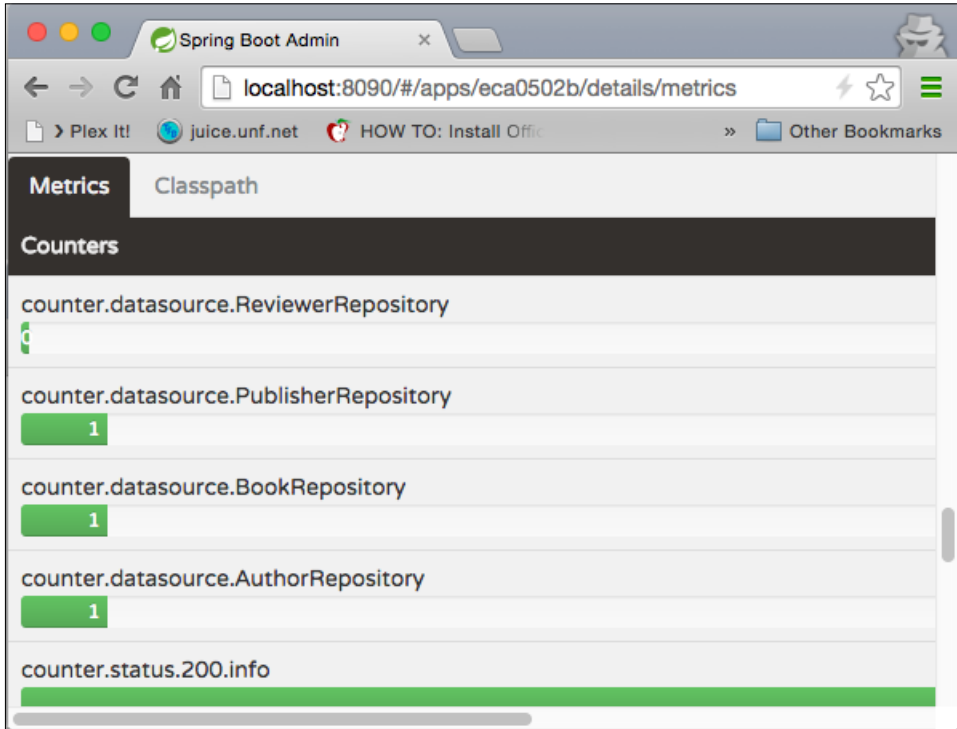 Spring Boot Admin
localhost:8090/#/apps/eca0502b/details/metrics
> Plex It! juice.unf.net HOW TO: Install Offic » Other Bookmarks
Metrics Classpath
Counters
counter.datasource.ReviewerRepository
counter.datasource.PublisherRepository
1
counter.datasource.BookRepository
1
counter.datasource.AuthorRepository
1
counter.status.200.info